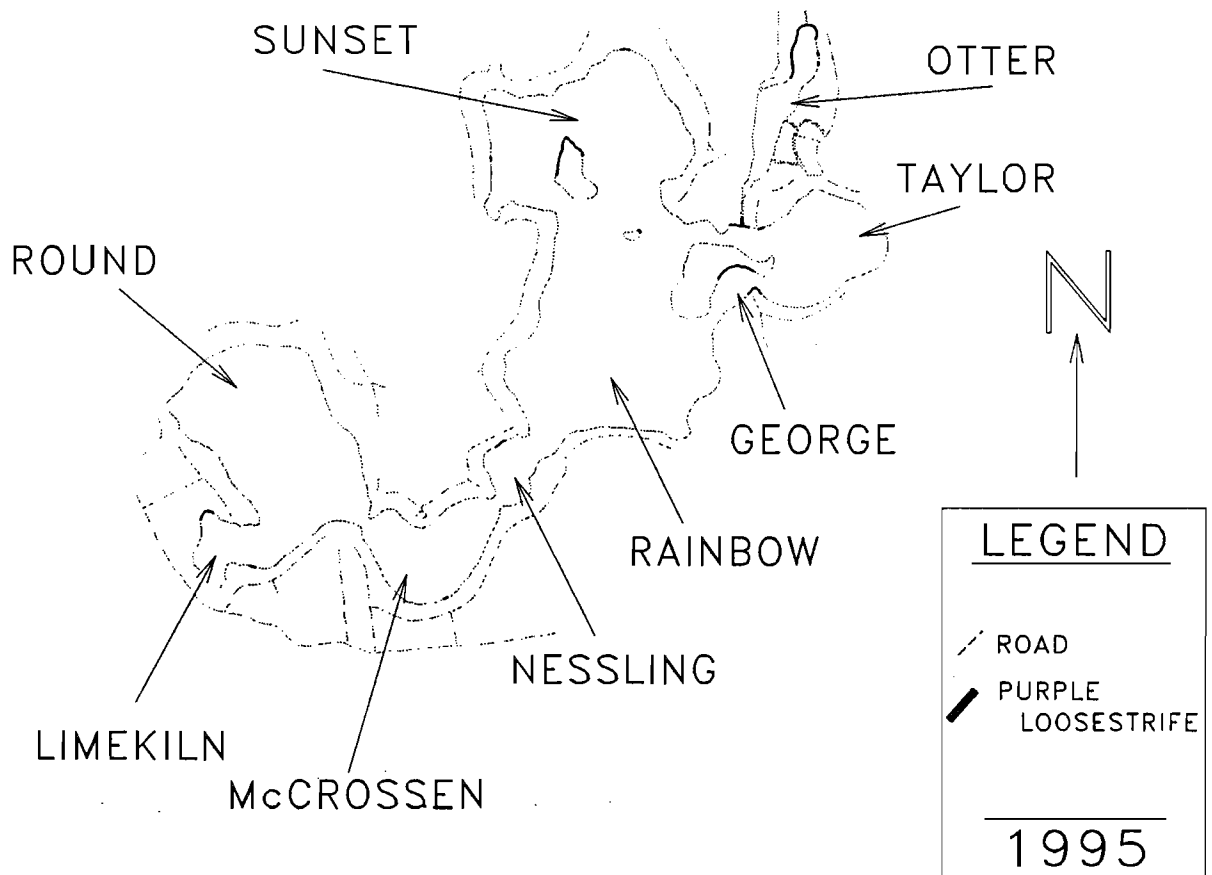 SUNSET
OTTER
TAYLOR
ROUND
N
GEORGE
RAINBOW
NESSLING
LIMEKILN
McCROSSEN
LEGEND
ROAD
PURPLE
LOOSESTRIFE
1995